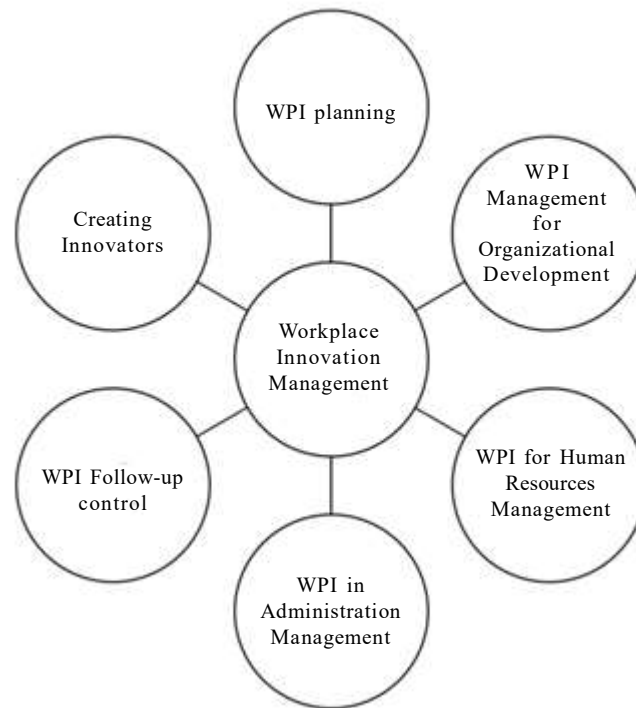 WPI planning
WPI
Management
for
Organizational
Development
Creating
Innovators
Workplace
Innovation
Management
WPI Follow-up
control
WPI for Human
Resources
Management
WPI in
Administration
Management